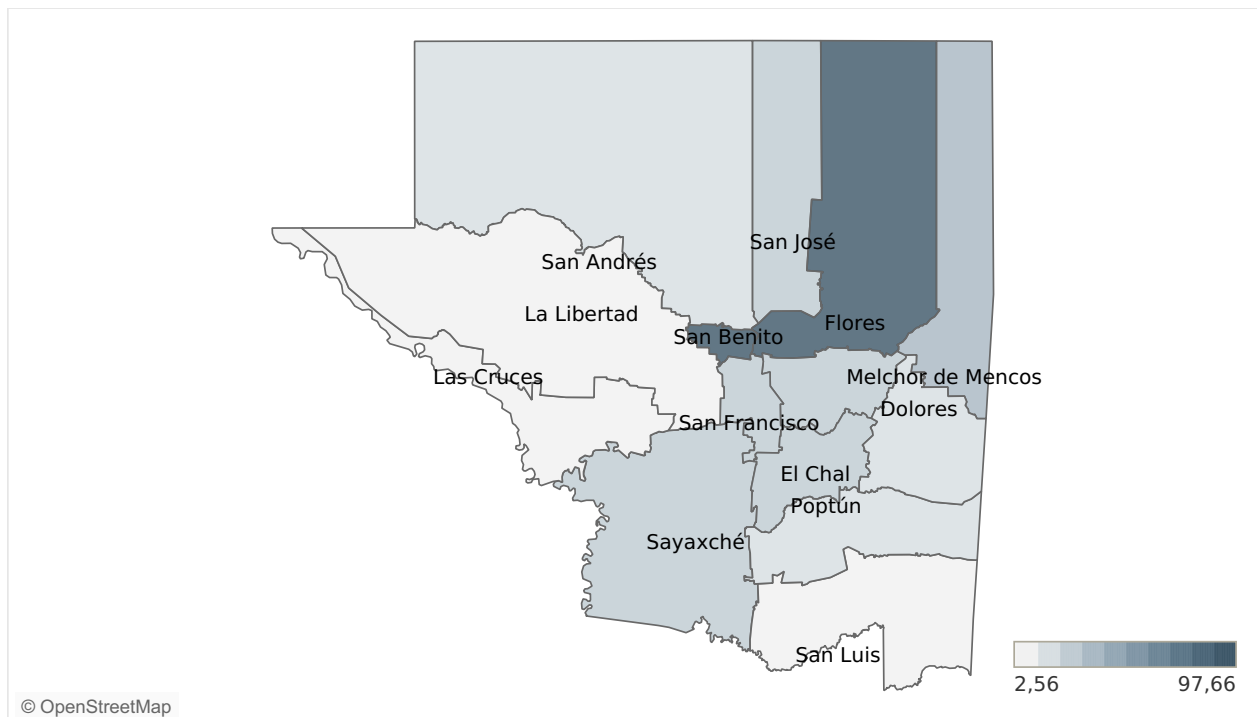 San José
San Andrés
La Libertad
Flores
San Benito
Las Cruces
Melchor de Mencos
Dolores
San Francisco
El Chal
Poptún
Sayaxché
San Luis
2,56
97,66
© OpenStreetMap